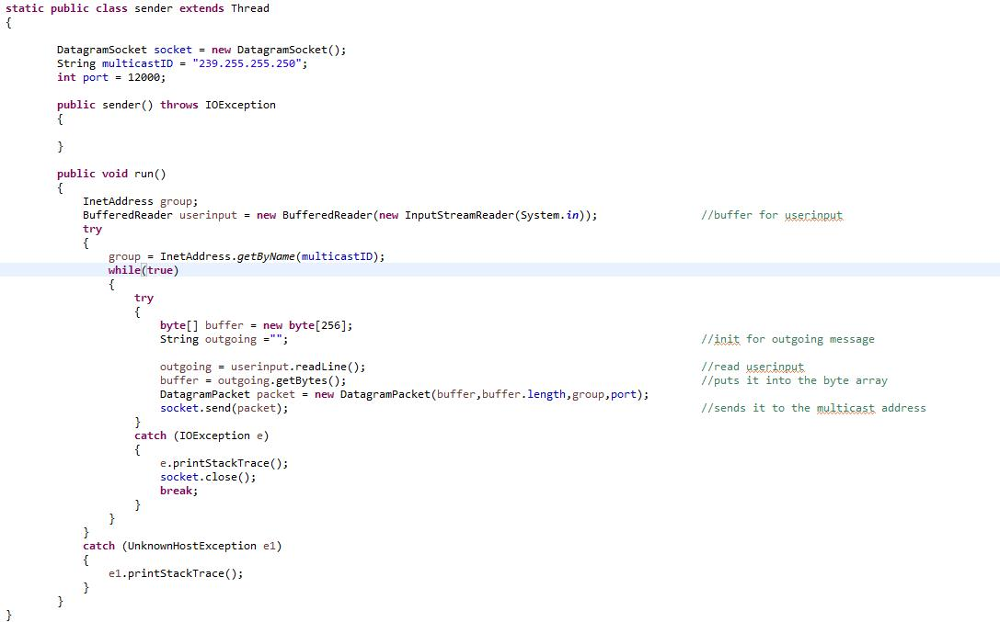 static public class sender extends Thread
{
DatagramSocket socket = new DatagramSocket();
String multicastID = "239.255.255.250";
int port = 12000;
public sender() throws IOException
{
}
public void run()
{
InetAddress group;
BufferedReader userinput = new BufferedReader(new InputStreamReader(System.in)); //buffer for userinput
try
{
group = InetAddress.getByName(multicastID);
while(true)
{
try
{
byte[] buffer = new byte[256];
String outgoing =""; //init for outgoing message
outgoing = userinput.readLine(); //read userinput
buffer = outgoing.getBytes(); //puts it into the byte array
DatagramPacket packet = new DatagramPacket(buffer,buffer.length,group,port);
socket.send(packet); //sends it to the multicast address
}
catch (IOException e)
{
e.printStackTrace();
socket.close();
break;
}
}
}
catch (UnknownHostException e1)
{
e1.printStackTrace();
}
}
}